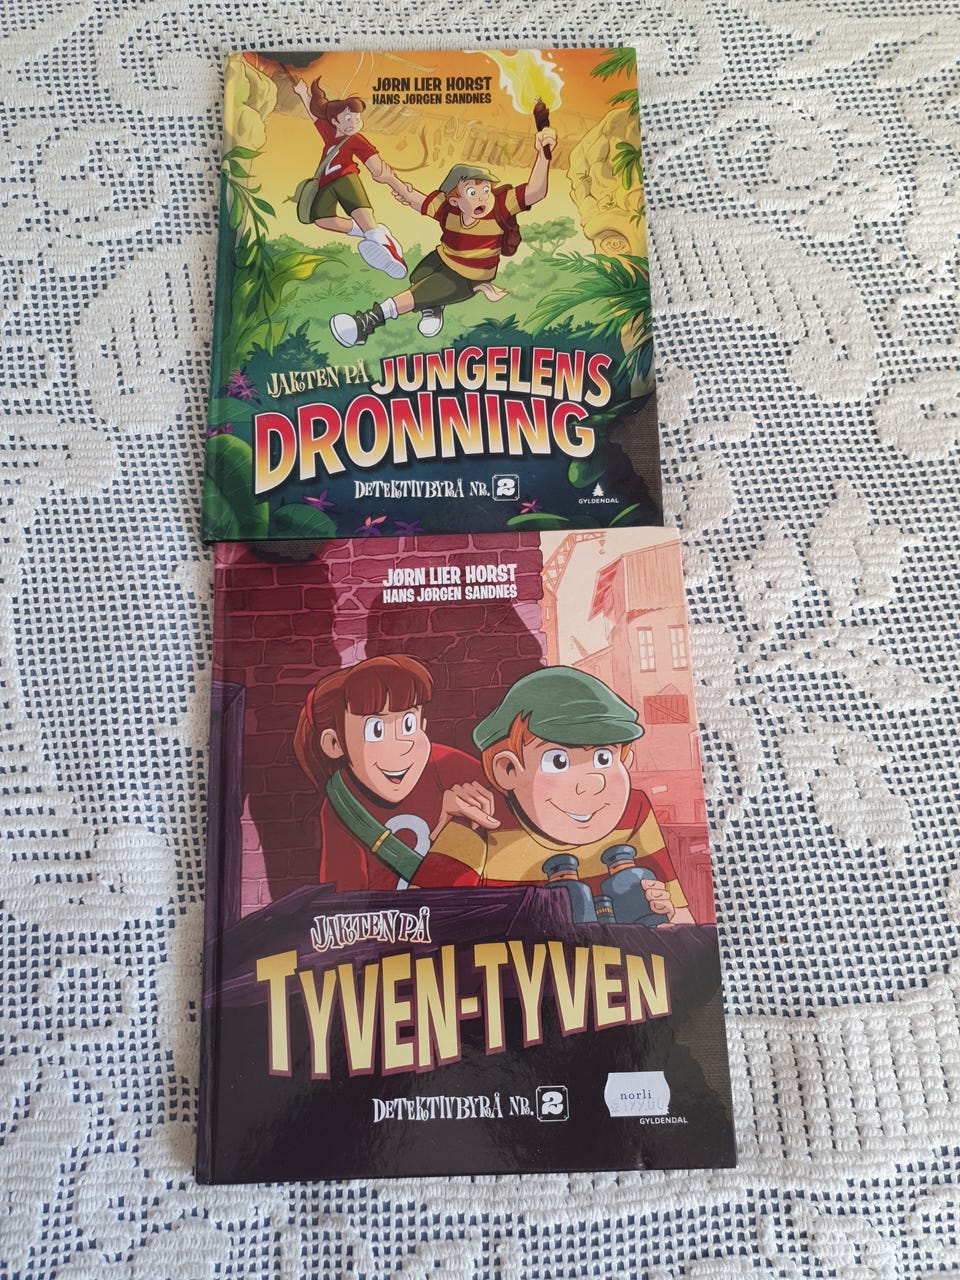 JØRN LIER HORST
HANS JØRGEN SANDNES
JAKTEN PÅ JUNGELENS
DRONNING
DETEKTIVBYRÅ NR. 2
GYLDENDAL
JØRN LIER HORST
HANS JØRGEN SANDNES
2
JAKTEN PÅ
TYVEN-TYVEN
DETEKTIVBYRÅ NR. 2
norli
GYLDENDAL